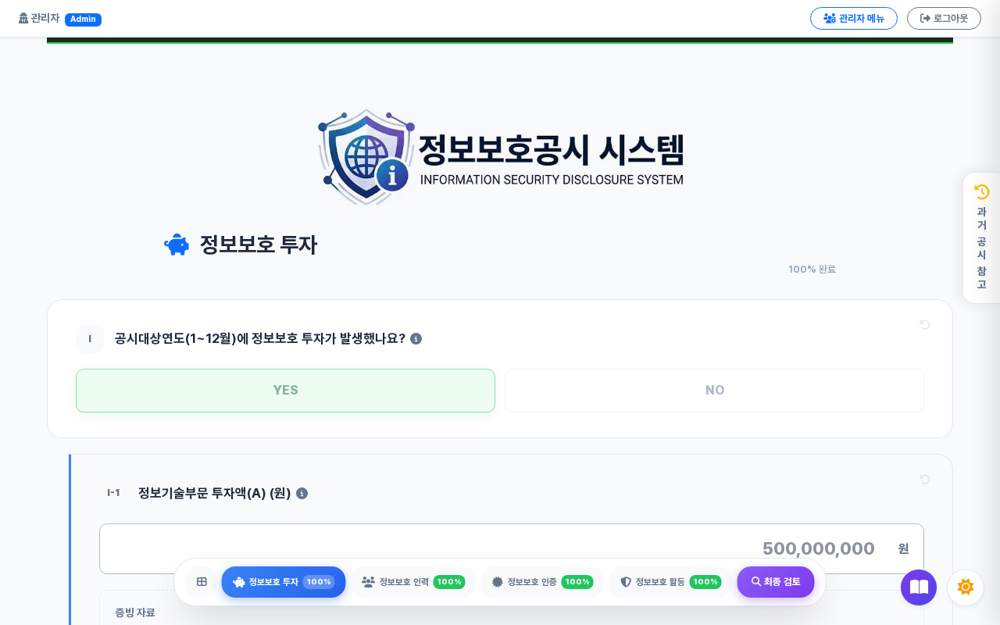 관리자 Admin
관리자 메뉴
로그아웃
정보보호공시 시스템
INFORMATION SECURITY DISCLOSURE SYSTEM
과거 공시 참고
정보보호 투자
100% 완료
I 공시대상연도(1~12월)에 정보보호 투자가 발생했나요?
YES NO
I-1 정보기술부문 투자액(A) (원)
500,000,000 원
정보보호 투자 100% 정보보호 인력 100% 정보보호 인증 100% 정보보호 활동 100% 최종 검토
증빙 자료